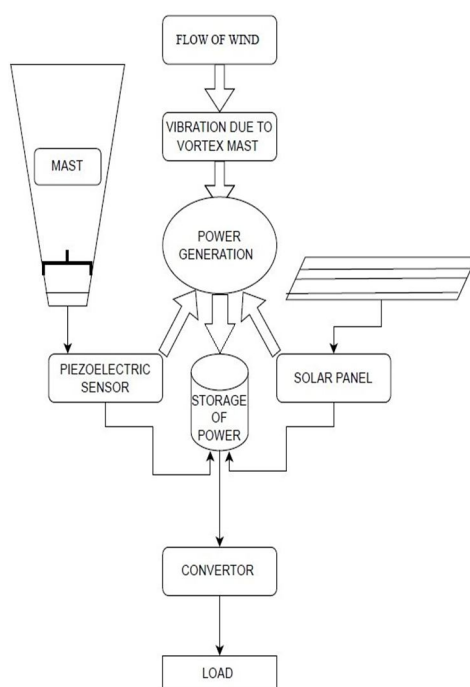 FLOW OF WIND
VIBRATION DUE TO
VORTEX MAST
MAST
POWER
GENERATION
PIEZOELECTRIC
SENSOR
STORAGE
OF
POWER
SOLAR PANEL
CONVERTOR
LOAD